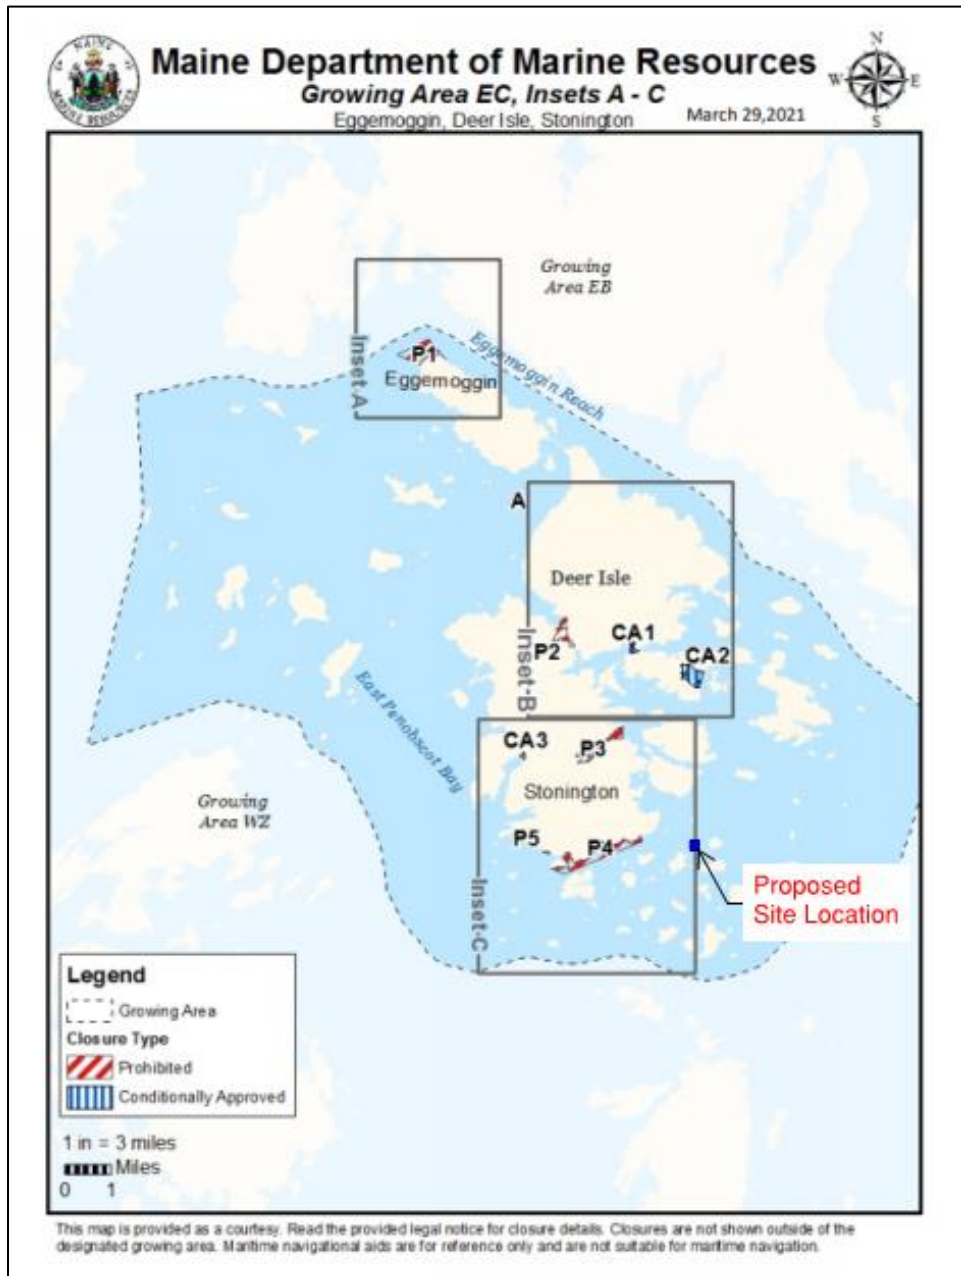 MAINE
MARINE RESOURCES
Maine Department of Marine Resources
Growing Area EC, Insets A - C
Eggemoggin, Deer Isle, Stonington
March 29,2021
N
W
E
S
Growing
Area EB
Inset-A
P1
Eggemoggin
Eggemoggin Reach
A
Deer Isle
Inset-B
P2
CA1
CA2
East Penobscot Bay
CA3
P3
Stonington
Growing
Area WZ
P5
P4
Inset-C
Proposed
Site Location
Legend
Growing Area
Closure Type
Prohibited
Conditionally Approved
1 in = 3 miles
Miles
0 1
This map is provided as a courtesy. Read the provided legal notice for closure details. Closures are not shown outside of the
designated growing area. Maritime navigational aids are for reference only and are not suitable for maritime navigation.